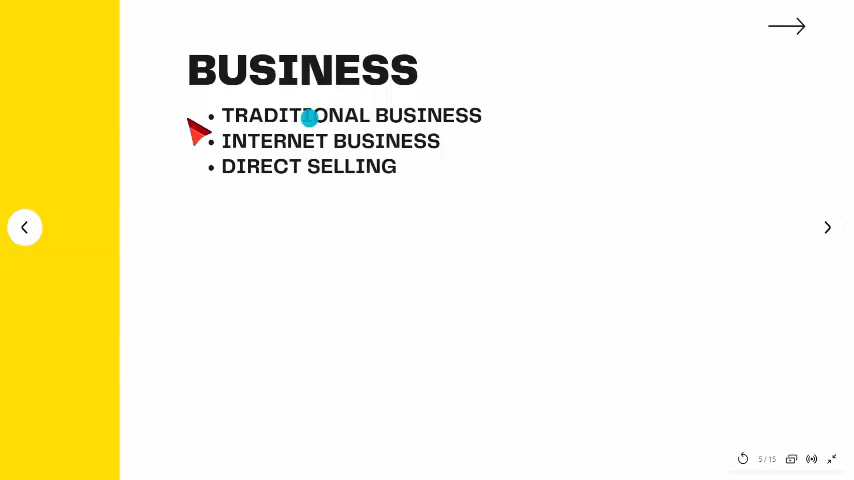 BUSINESS
• TRADITIONAL BUSINESS
• INTERNET BUSINESS
• DIRECT SELLING
5 / 15